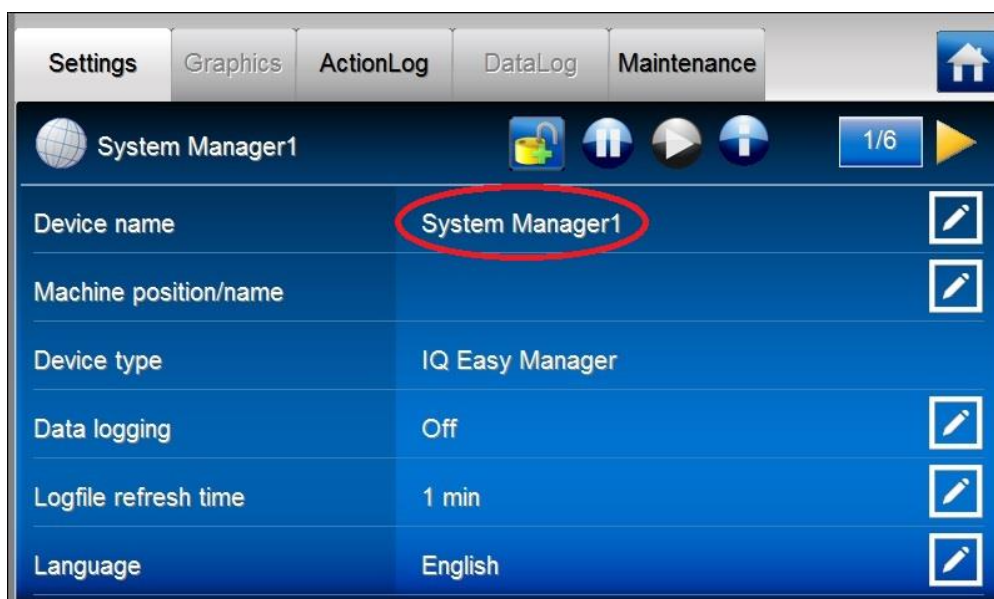 Settings Graphics ActionLog DataLog Maintenance
System Manager1 1/6
Device name System Manager1
Machine position/name
Device type IQ Easy Manager
Data logging Off
Logfile refresh time 1 min
Language English